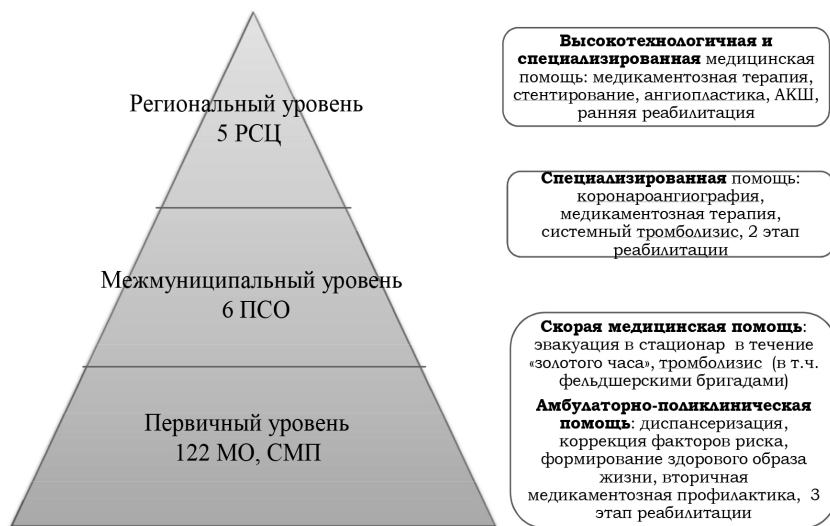 Региональный уровень
5 РСЦ
Высокотехнологичная и
специализированная медицинская
помощь: медикаментозная терапия,
стентирование, ангиопластика, АКШ,
ранняя реабилитация
Межмуниципальный уровень
6 ПСО
Специализированная помощь:
коронароангиография,
медикаментозная терапия,
системный тромболизис, 2 этап
реабилитации
Первичный уровень
122 МО, СМП
Скорая медицинская помощь:
эвакуация в стационар в течение
«золотого часа», тромболизис (в т.ч.
фельдшерскими бригадами)
Амбулаторно-поликлиническая
помощь: диспансеризация,
коррекция факторов риска,
формирование здорового образа
жизни, вторичная
медикаментозная профилактика, 3
этап реабилитации